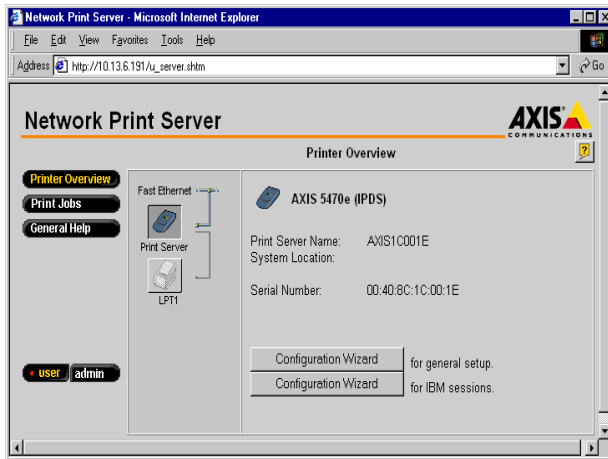 Network Print Server - Microsoft Internet Explorer
File Edit View Favorites Tools Help
Address http://10.13.6.191/u_server.shtm Go
Network Print Server
AXIS
COMMUNICATIONS
Printer Overview
?
Printer Overview
Print Jobs
General Help
Fast Ethernet
Print Server
LPT1
AXIS 5470e (IPDS)
Print Server Name: AXIS1C001E
System Location:
Serial Number: 00:40:8C:1C:00:1E
Configuration Wizard for general setup.
Configuration Wizard for IBM sessions.
user admin